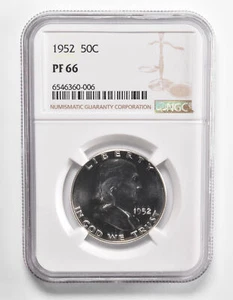 1952 50C
PF 66
6546360-006
NUMISMATIC GUARANTY CORPORATION
NGC
LIBERTY
1952
IN GOD WE TRUST